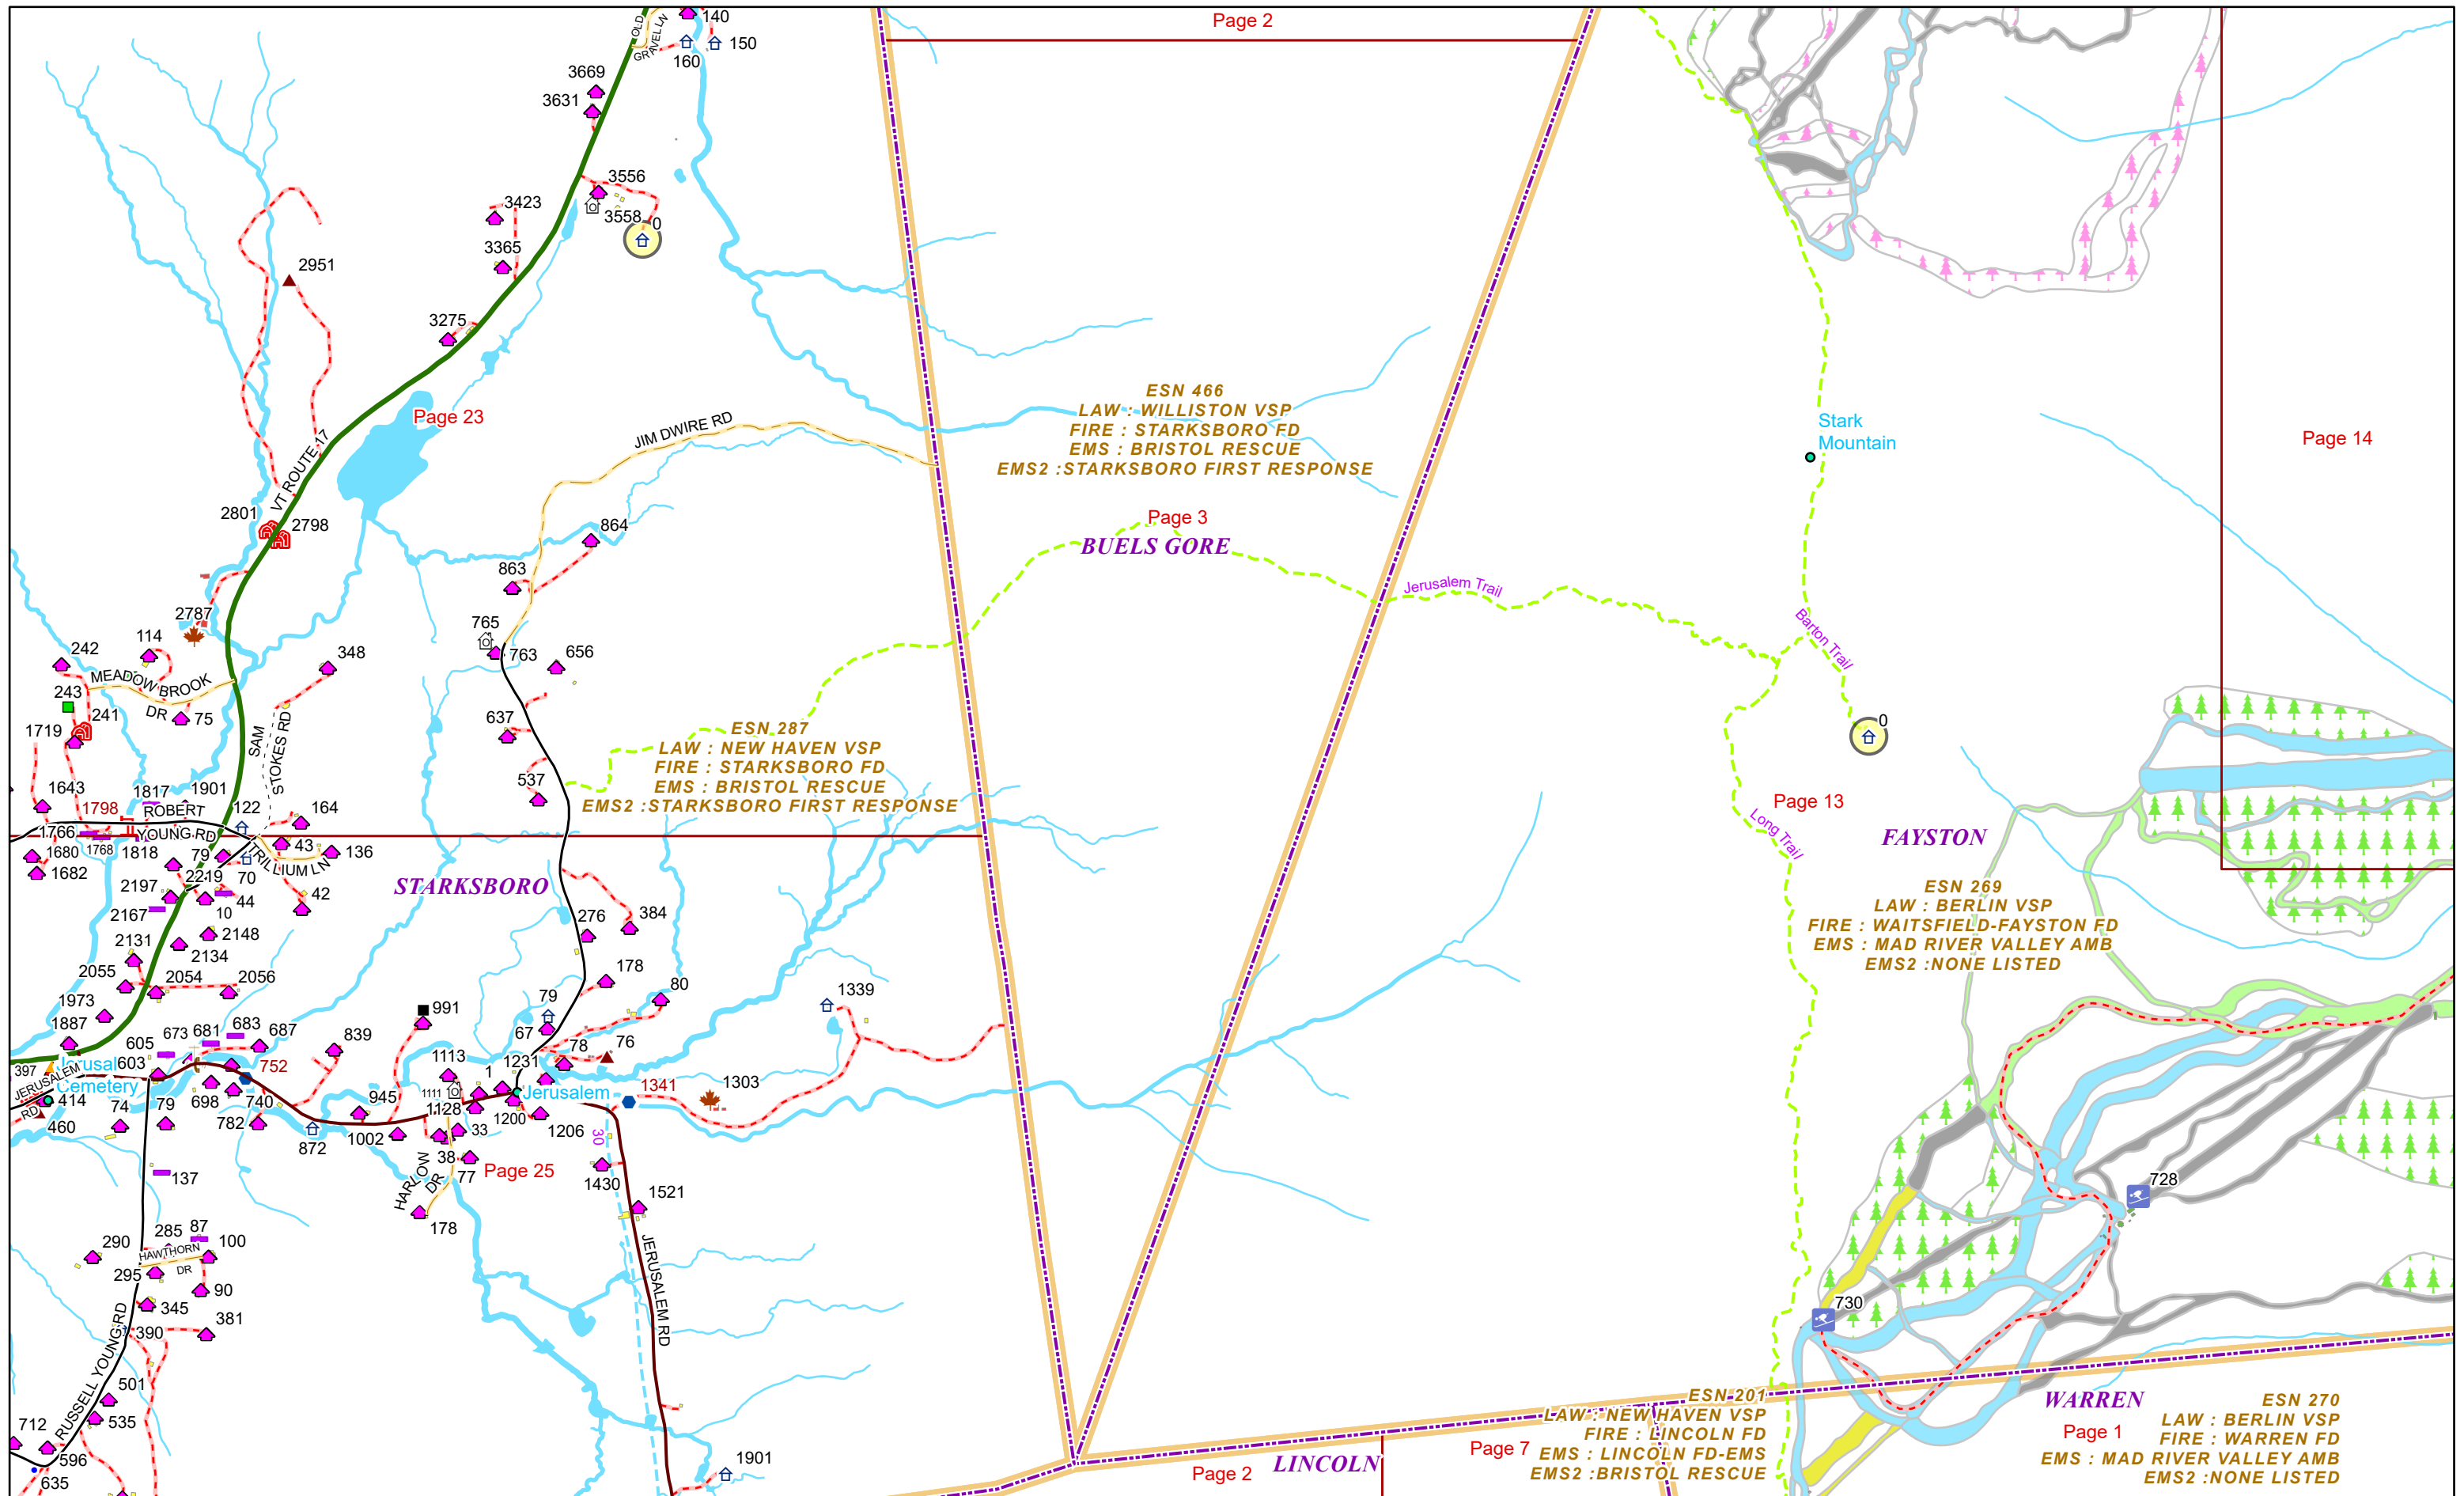 Page 2
OLD
GRAVEL LN
140
150
160
3669
3631
3556
3558
0
3423
3365
2951
3275
Page 23
JIM DWIRE RD
VT ROUTE 17
ESN 466
LAW : WILLISTON VSP
FIRE : STARKSBORO FD
EMS : BRISTOL RESCUE
EMS2 :STARKSBORO FIRST RESPONSE
Stark
Mountain
Page 14
2801
2798
864
863
Page 3
BUELS GORE
Jerusalem Trail
Barton Trail
2787
765
763
656
242
114
348
MEADOW BROOK
DR
243
241
75
1719
637
SAM
STOKES RD
ESN 287
LAW : NEW HAVEN VSP
FIRE : STARKSBORO FD
EMS : BRISTOL RESCUE
EMS2 :STARKSBORO FIRST RESPONSE
0
537
1643
1798
1817
1901
122
164
ROBERT
YOUNG RD
1766
1768
1818
79
43
136
TRILLIUM LN
1680
1682
2219
70
2197
44
42
2167
10
STARKSBORO
Page 13
Long Trail
FAYSTON
ESN 269
LAW : BERLIN VSP
FIRE : WAITSFIELD-FAYSTON FD
EMS : MAD RIVER VALLEY AMB
EMS2 :NONE LISTED
276
384
2131
2148
2134
2055
2054
2056
178
80
1973
991
79
1339
1887
605
673
681
683
687
839
67
78
76
397
Jerusalem
Cemetery
603
752
1113
1231
1
JERUSALEM
RD
414
1111
1128
Jerusalem
1341
1303
74
79
698
740
945
1200
460
782
872
1002
33
1206
30
38
77
137
HARLOW
DR
Page 25
1430
728
178
1521
290
285
87
100
HAWTHORN
DR
295
90
345
381
390
JERUSALEM RD
730
RUSSELL YOUNG RD
501
535
712
596
635
1901
Page 2
LINCOLN
Page 7
ESN 201
LAW : NEW HAVEN VSP
FIRE : LINCOLN FD
EMS : LINCOLN FD-EMS
EMS2 :BRISTOL RESCUE
WARREN
Page 1
ESN 270
LAW : BERLIN VSP
FIRE : WARREN FD
EMS : MAD RIVER VALLEY AMB
EMS2 :NONE LISTED